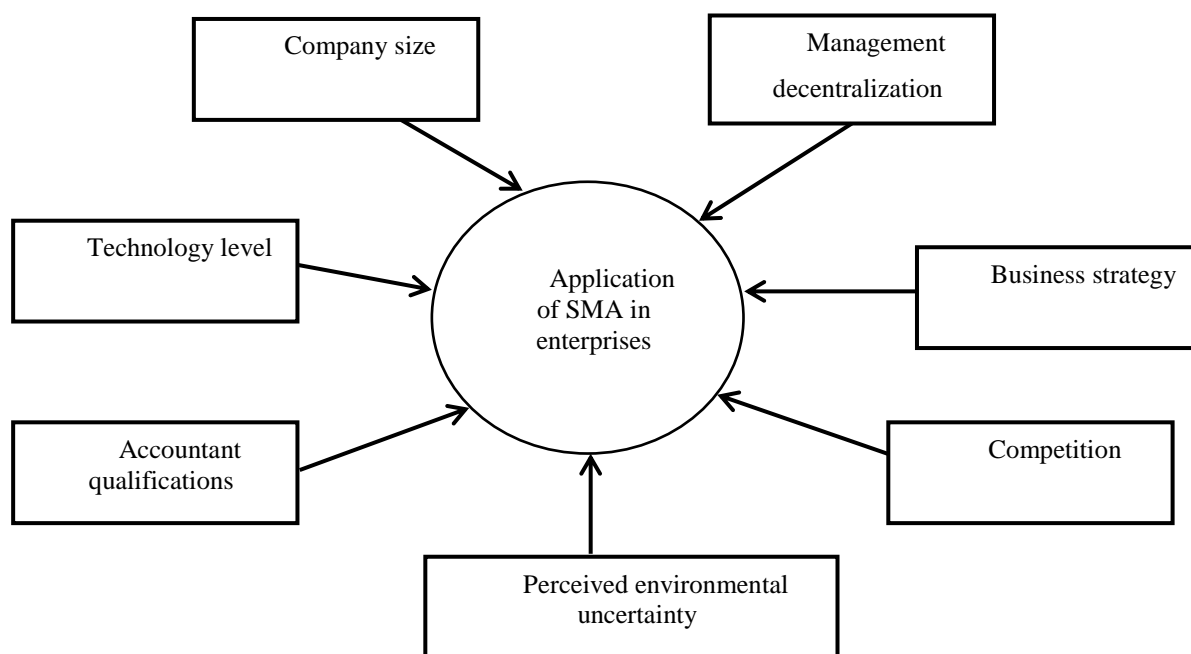 Company size
Management
decentralization
Technology level
Application
of SMA in
enterprises
Business strategy
Accountant
qualifications
Competition
Perceived environmental
uncertainty